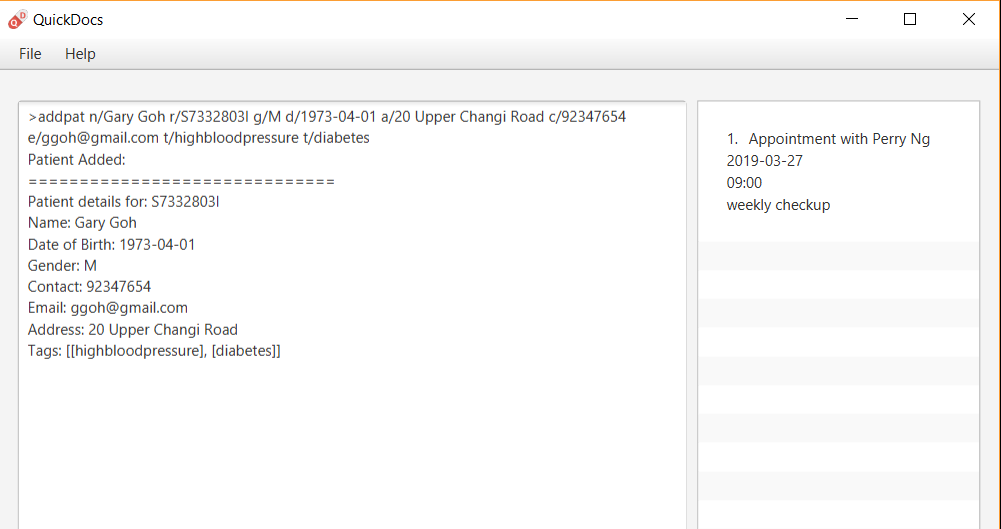 QuickDocs
File Help
>addpat n/Gary Goh r/S7332803I g/M d/1973-04-01 a/20 Upper Changi Road c/92347654
e/ggoh@gmail.com t/highbloodpressure t/diabetes
Patient Added:
==============================
Patient details for: S7332803I
Name: Gary Goh
Date of Birth: 1973-04-01
Gender: M
Contact: 92347654
Email: ggoh@gmail.com
Address: 20 Upper Changi Road
Tags: [[highbloodpressure], [diabetes]]
1. Appointment with Perry Ng
2019-03-27
09:00
weekly checkup